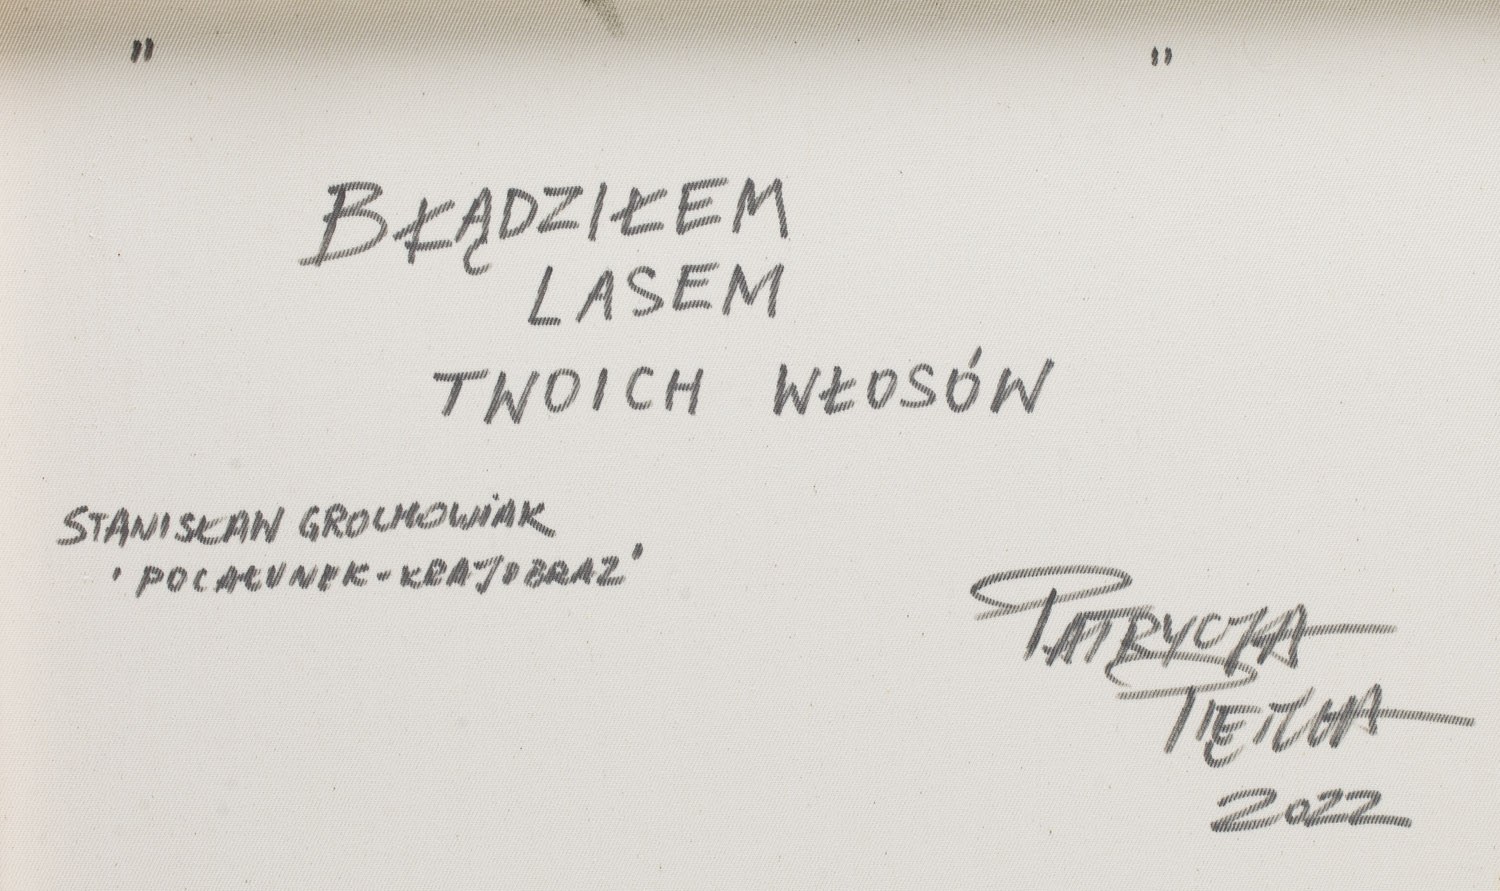 " "
BŁĄDZIŁEM
LASEM
TWOICH WŁOSÓW
STANISŁAW GROCHOWIAK
'POCAŁUNEK-KRAJOBRAZ'
PATRYCJA
2022